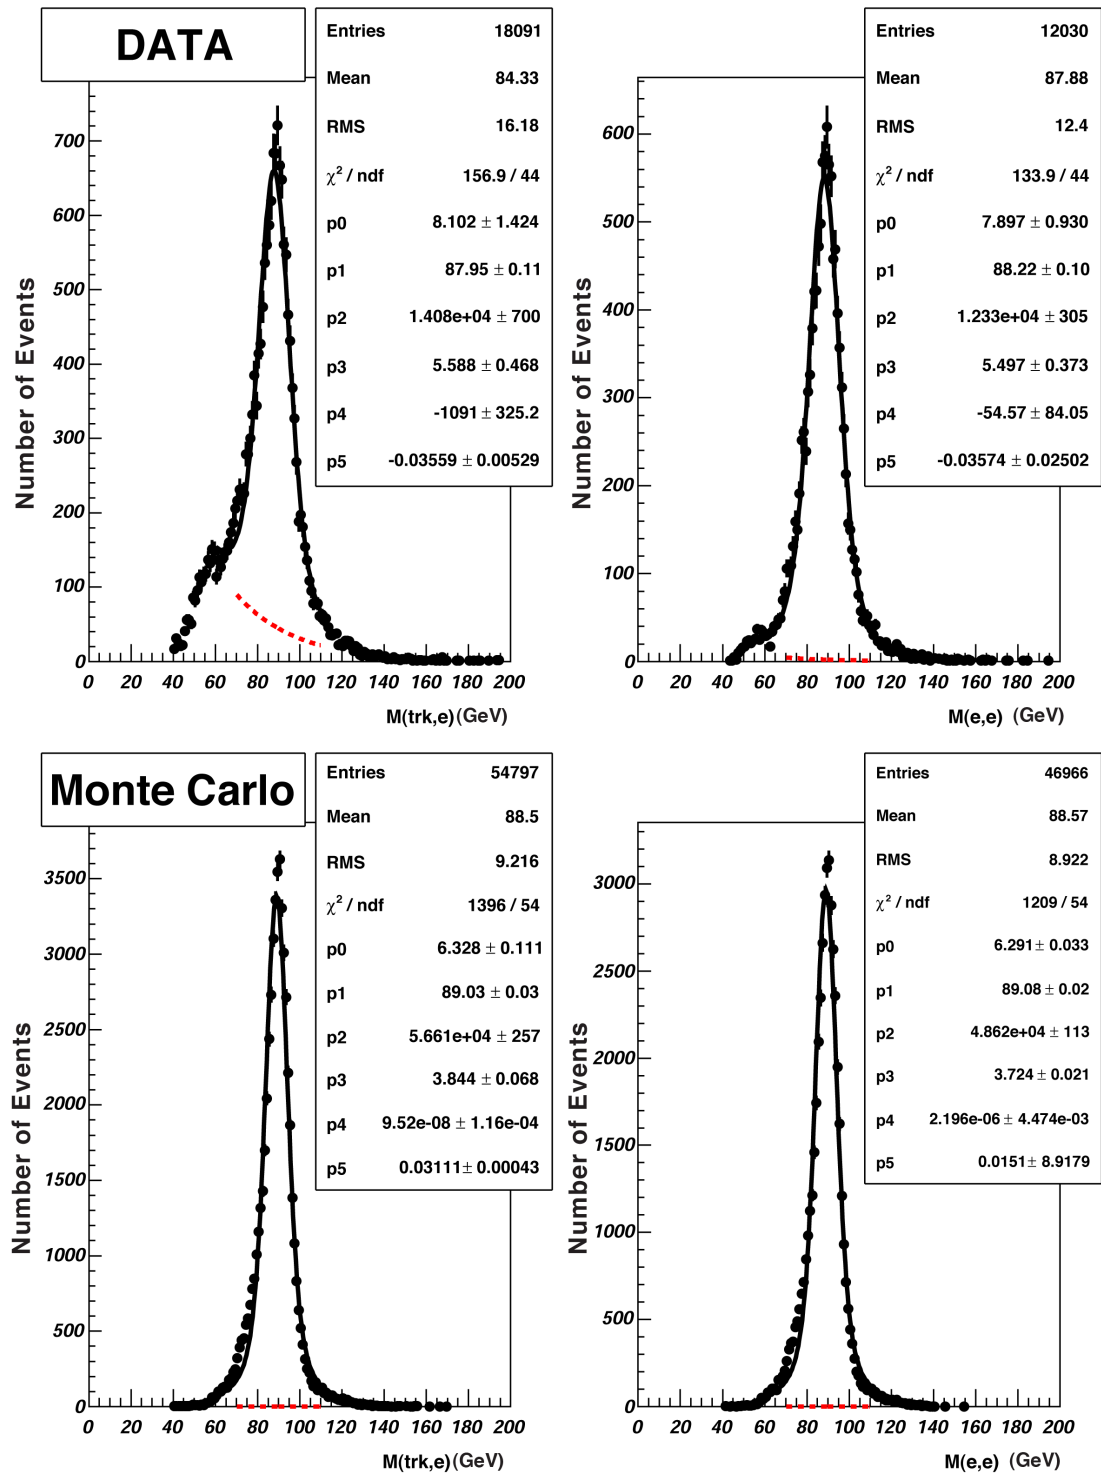 DATA
Entries 18091
Mean 84.33
RMS 16.18
χ² / ndf 156.9 / 44
p0 8.102 ± 1.424
p1 87.95 ± 0.11
p2 1.408e+04 ± 700
p3 5.588 ± 0.468
p4 -1091 ± 325.2
p5 -0.03559 ± 0.00529
Number of Events
700
600
500
400
300
200
100
0
0 20 40 60 80 100 120 140 160 180 200
M(trk,e) (GeV)
Entries 12030
Mean 87.88
RMS 12.4
χ² / ndf 133.9 / 44
p0 7.897 ± 0.930
p1 88.22 ± 0.10
p2 1.233e+04 ± 305
p3 5.497 ± 0.373
p4 -54.57 ± 84.05
p5 -0.03574 ± 0.02502
Number of Events
600
500
400
300
200
100
0
0 20 40 60 80 100 120 140 160 180 200
M(e,e) (GeV)
Monte Carlo
Entries 54797
Mean 88.5
RMS 9.216
χ² / ndf 1396 / 54
p0 6.328 ± 0.111
p1 89.03 ± 0.03
p2 5.661e+04 ± 257
p3 3.844 ± 0.068
p4 9.52e-08 ± 1.16e-04
p5 0.03111± 0.00043
Number of Events
3500
3000
2500
2000
1500
1000
500
0
0 20 40 60 80 100 120 140 160 180 200
M(trk,e) (GeV)
Entries 46966
Mean 88.57
RMS 8.922
χ² / ndf 1209 / 54
p0 6.291± 0.033
p1 89.08 ± 0.02
p2 4.862e+04 ± 113
p3 3.724 ± 0.021
p4 2.196e-06 ± 4.474e-03
p5 0.0151± 8.9179
Number of Events
3000
2500
2000
1500
1000
500
0
0 20 40 60 80 100 120 140 160 180 200
M(e,e) (GeV)